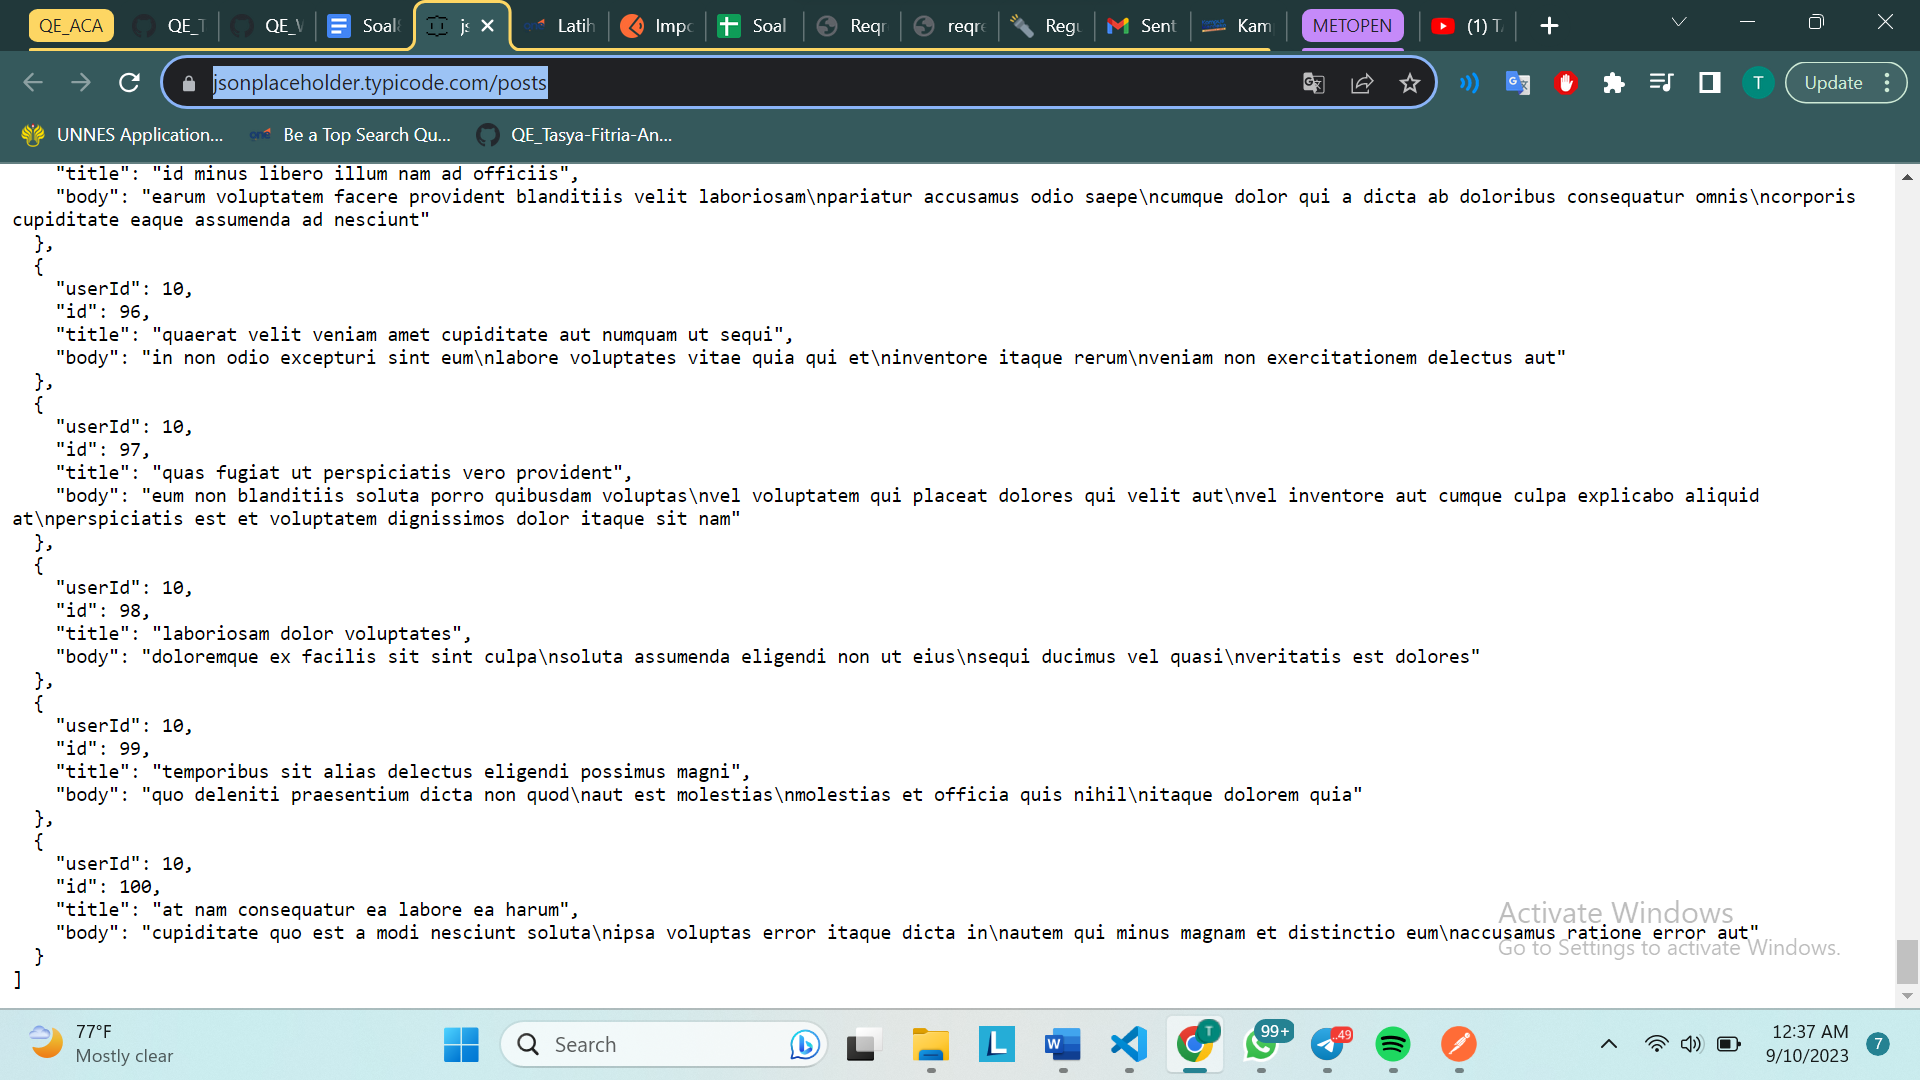 QE_ACA
QE_T
QE_V
Soal
js
Latih
Impo
Soal
Reqr
reqre
Regu
Sent
Kam
METOPEN
(1) TA
jsonplaceholder.typicode.com/posts
T
Update
UNNES Application...
one
Be a Top Search Qu...
QE_Tasya-Fitria-An...
"title": "id minus libero illum nam ad officiis",
"body": "earum voluptatem facere provident blanditiis velit laboriosam\npariatur accusamus odio saepe\ncumque dolor qui a dicta ab doloribus consequatur omnis\ncorporis
cupiditate eaque assumenda ad nesciunt"
},
{
"userId": 10,
"id": 96,
"title": "quaerat velit veniam amet cupiditate aut numquam ut sequi",
"body": "in non odio excepturi sint eum\nlabore voluptates vitae quia qui et\ninventore itaque rerum\nveniam non exercitationem delectus aut"
},
{
"userId": 10,
"id": 97,
"title": "quas fugiat ut perspiciatis vero provident",
"body": "eum non blanditiis soluta porro quibusdam voluptas\nvel voluptatem qui placeat dolores qui velit aut\nvel inventore aut cumque culpa explicabo aliquid
at\nperspiciatis est et voluptatem dignissimos dolor itaque sit nam"
},
{
"userId": 10,
"id": 98,
"title": "laboriosam dolor voluptates",
"body": "doloremque ex facilis sit sint culpa\nsoluta assumenda eligendi non ut eius\nsequi ducimus vel quasi\nveritatis est dolores"
},
{
"userId": 10,
"id": 99,
"title": "temporibus sit alias delectus eligendi possimus magni",
"body": "quo deleniti praesentium dicta non quod\naut est molestias\nmolestias et officia quis nihil\nitaque dolorem quia"
},
{
"userId": 10,
"id": 100,
"title": "at nam consequatur ea labore ea harum",
"body": "cupiditate quo est a modi nesciunt soluta\nipsa voluptas error itaque dicta in\nautem qui minus magnam et distinctio eum\naccusamus ratione error aut"
}
]
Activate Windows
Go to Settings to activate Windows.
77°F
Mostly clear
Search
L
W
T
99+
..49
12:37 AM
9/10/2023
7